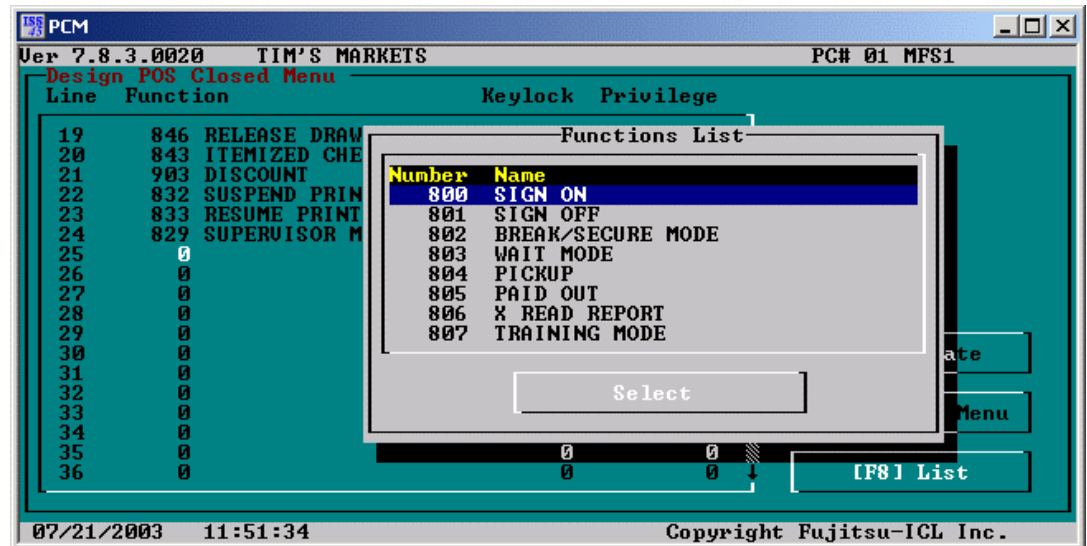 ISS 45 PCM
Ver 7.8.3.0020 TIM'S MARKETS PC# 01 MFS1
Design POS Closed Menu
Line Function Keylock Privilege
19 846 RELEASE DRAW
20 843 ITEMIZED CHE
21 903 DISCOUNT
22 832 SUSPEND PRIN
23 833 RESUME PRINT
24 829 SUPERVISOR M
25 0
26 0
27 0
28 0
29 0
30 0
31 0
32 0
33 0
34 0
35 0 0 0
36 0 0 0
Functions List
Number Name
800 SIGN ON
801 SIGN OFF
802 BREAK/SECURE MODE
803 WAIT MODE
804 PICKUP
805 PAID OUT
806 X READ REPORT
807 TRAINING MODE
Select
ate
Menu
[F8] List
07/21/2003 11:51:34 Copyright Fujitsu-ICL Inc.